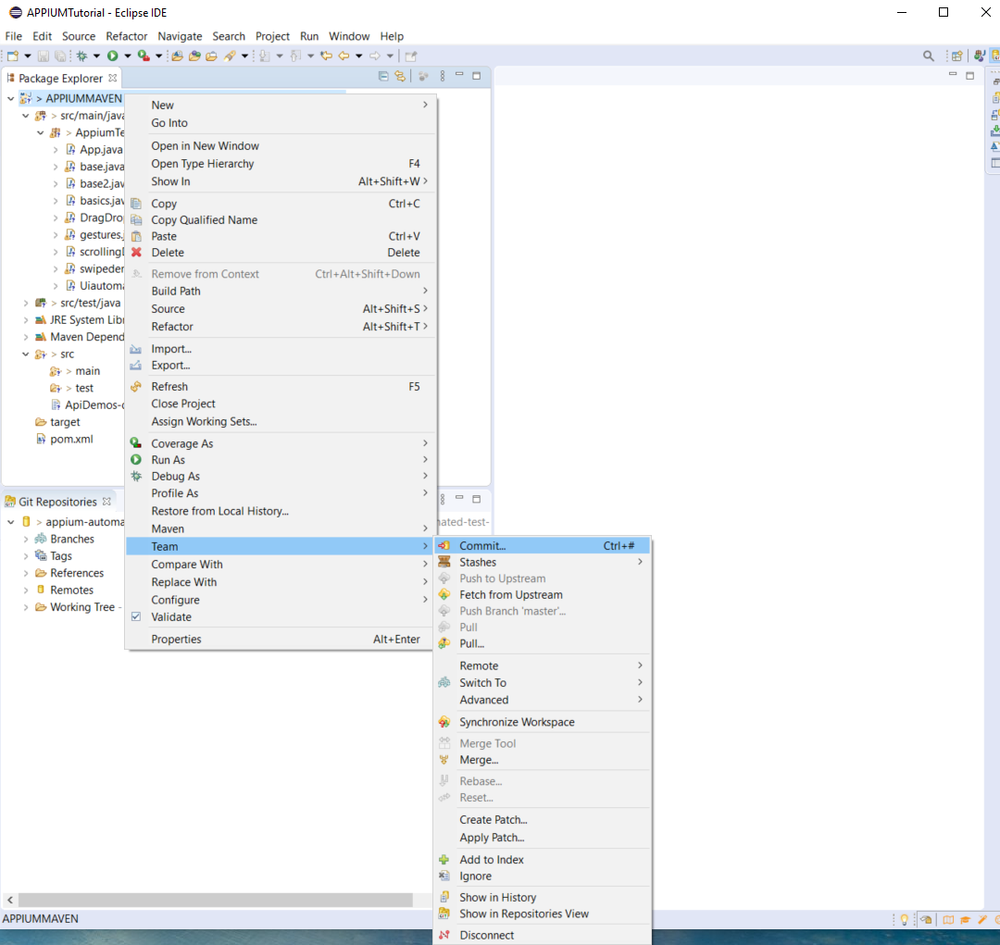 APPIUMTutorial - Eclipse IDE
File Edit Source Refactor Navigate Search Project Run Window Help
Package Explorer
> APPIUMMAVEN
> src/main/java
> AppiumTe
App.java
base.java
base2.jav
basics.jav
DragDro
gestures.
scrolling
swipeder
Uiautoma
> src/test/java
JRE System Libr
Maven Depend
> src
> main
> test
ApiDemos-
target
pom.xml
New
Go Into
Open in New Window
Open Type Hierarchy F4
Show In Alt+Shift+W
Copy Ctrl+C
Copy Qualified Name
Paste Ctrl+V
Delete Delete
Remove from Context Ctrl+Alt+Shift+Down
Build Path
Source Alt+Shift+S
Refactor Alt+Shift+T
Import...
Export...
Refresh F5
Close Project
Assign Working Sets...
Coverage As
Run As
Debug As
Profile As
Restore from Local History...
Maven
Team
Compare With
Replace With
Configure
Validate
Properties Alt+Enter
Git Repositories
> appium-automa
nated-test-
Branches
Tags
References
Remotes
Working Tree -
Commit... Ctrl+#
Stashes
Push to Upstream
Fetch from Upstream
Push Branch 'master'...
Pull
Pull...
Remote
Switch To
Advanced
Synchronize Workspace
Merge Tool
Merge...
Rebase...
Reset...
Create Patch...
Apply Patch...
Add to Index
Ignore
Show in History
Show in Repositories View
Disconnect
APPIUMMAVEN